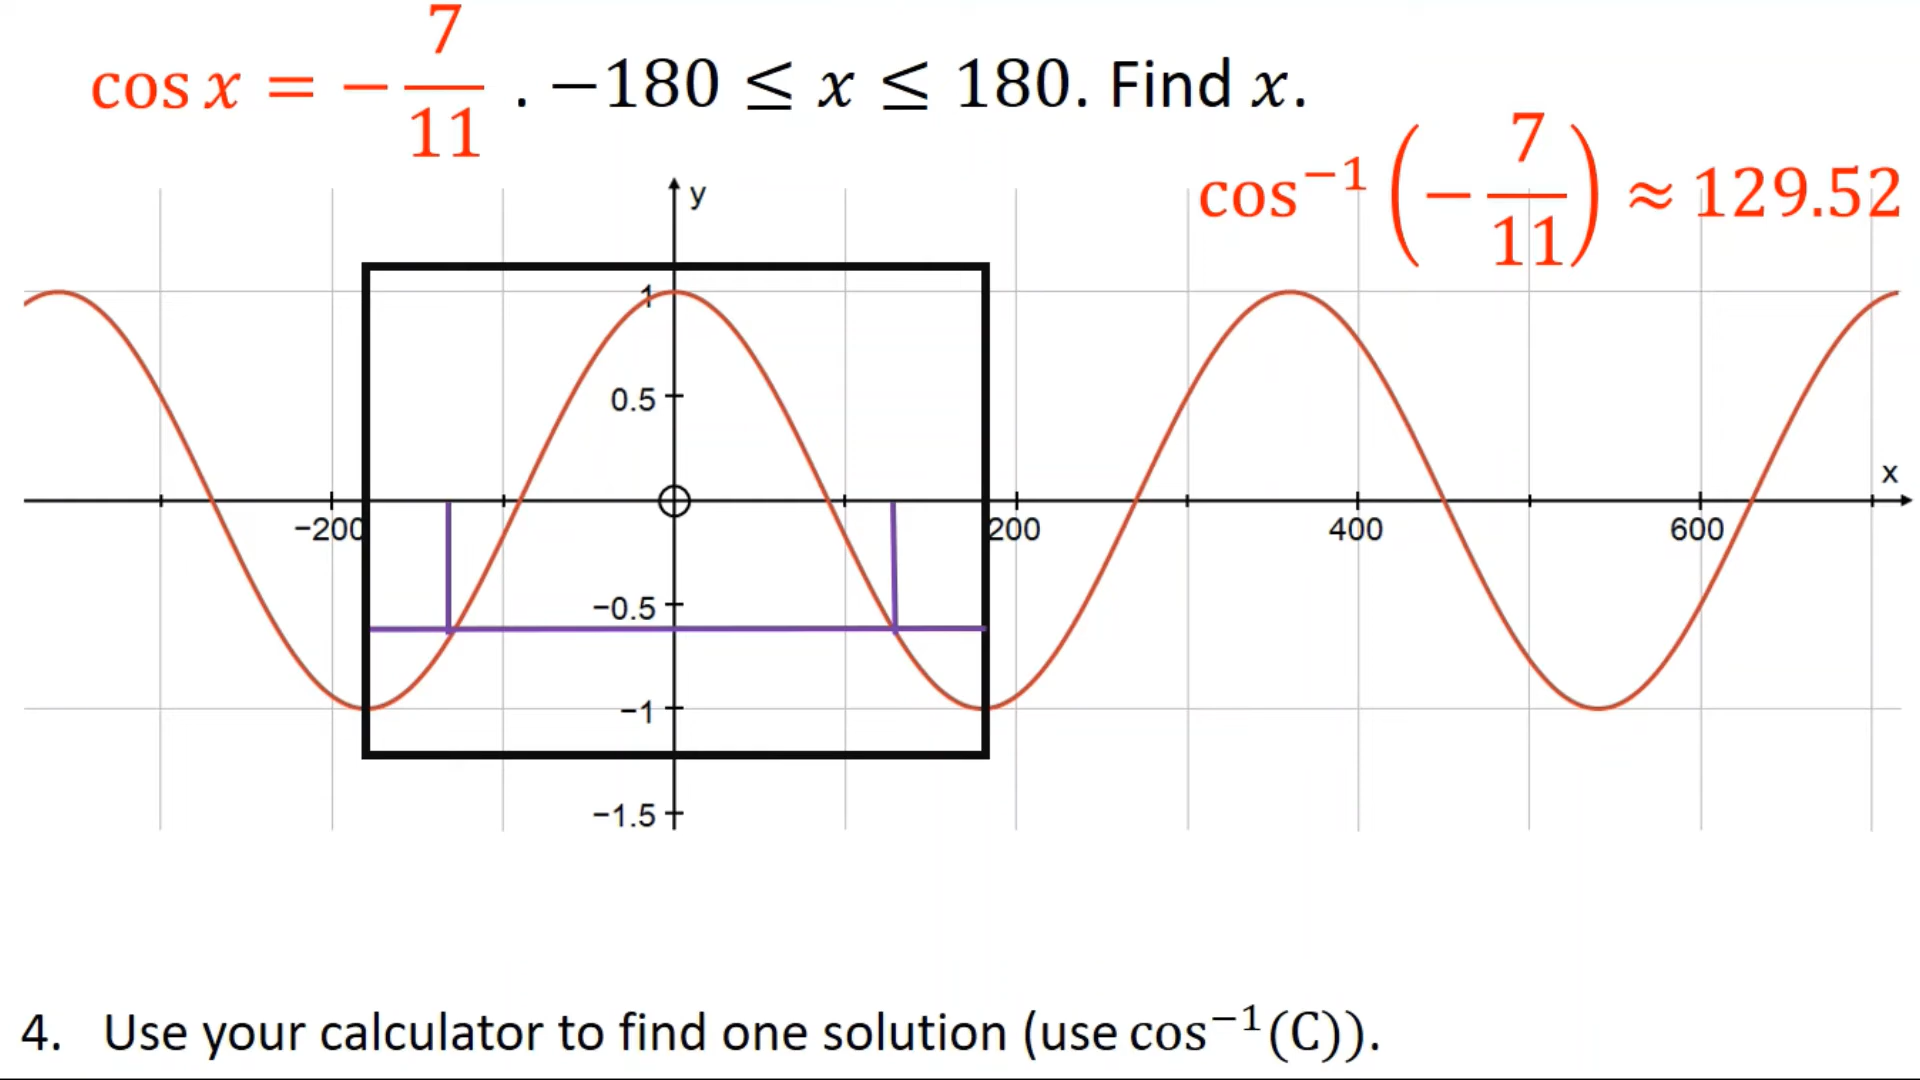 cos x = −7/11 . −180 ≤ x ≤ 180. Find x.
cos⁻¹(−7/11) ≈ 129.52
y
1
0.5
x
−200
200
400
600
−0.5
−1
−1.5
4. Use your calculator to find one solution (use cos⁻¹(C)).